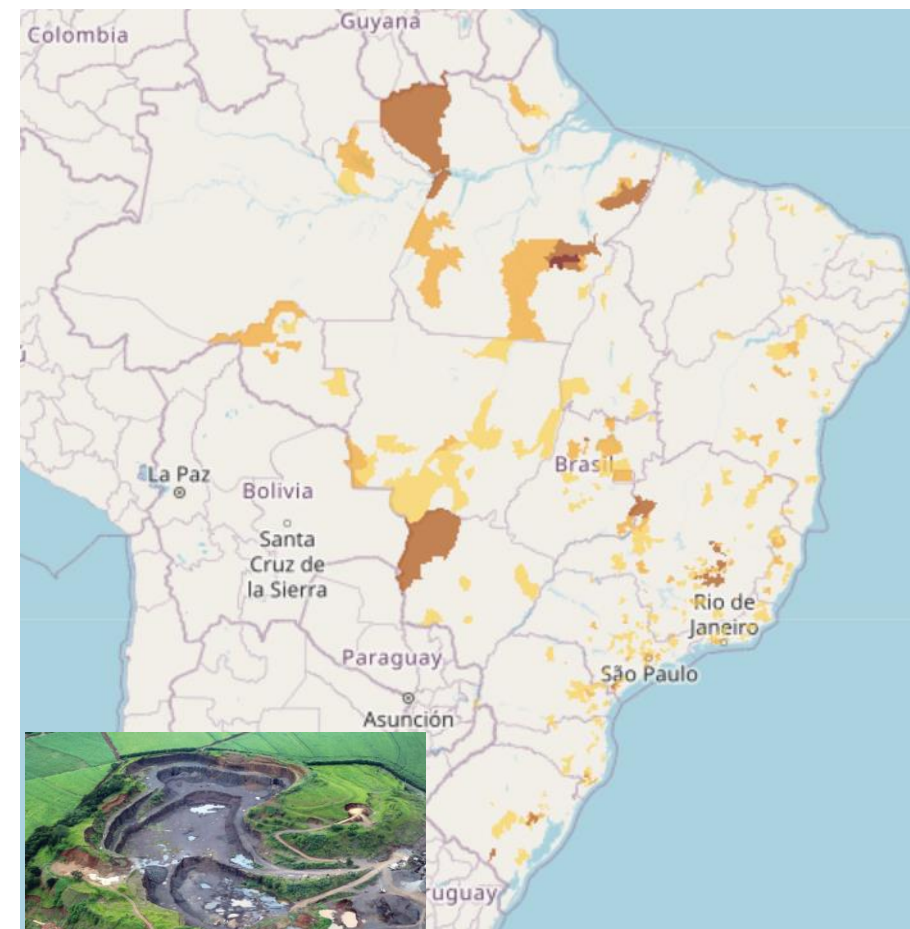 Colombia
Guyana
La Paz
Bolivia
Brasil
Santa
Cruz de
la Sierra
Rio de
Janeiro
Paraguay
São Paulo
Asunción
ruguay